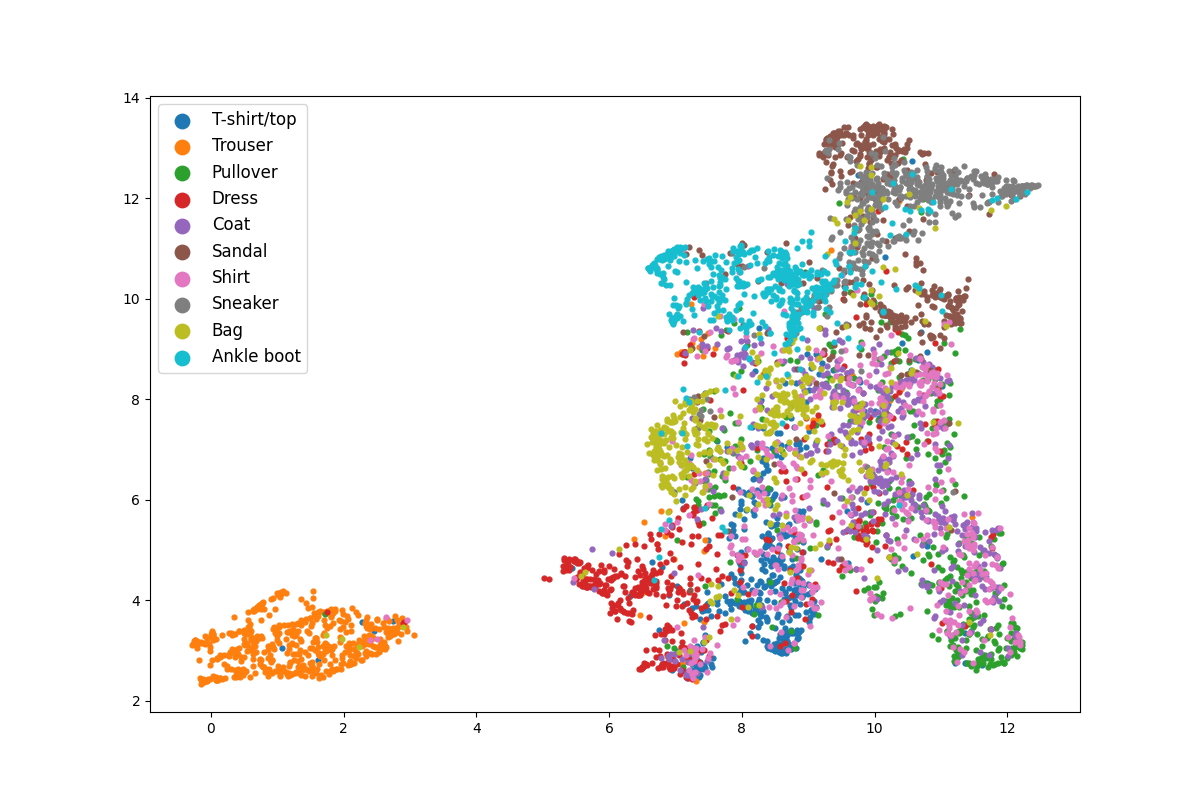 14
12
10
8
6
4
2
T-shirt/top
Trouser
Pullover
Dress
Coat
Sandal
Shirt
Sneaker
Bag
Ankle boot
0 2 4 6 8 10 12